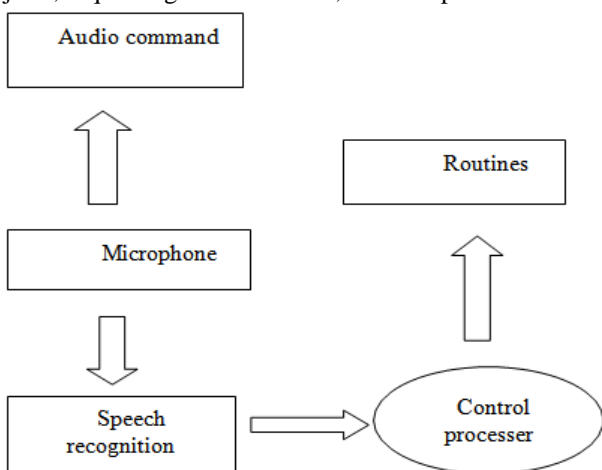 Audio command
Routines
Microphone
Speech
recognition
Control
processer